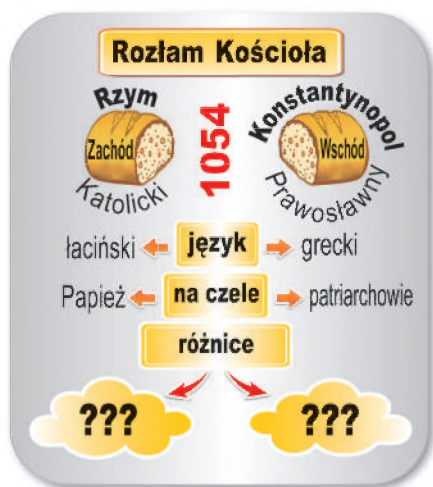 Rozłam Kościoła
Rzym
Zachód
Katolicki
1054
Konstantynopol
Wschód
Prawosławny
łaciński język grecki
Papież na czele patriarchowie
różnice
??? ???